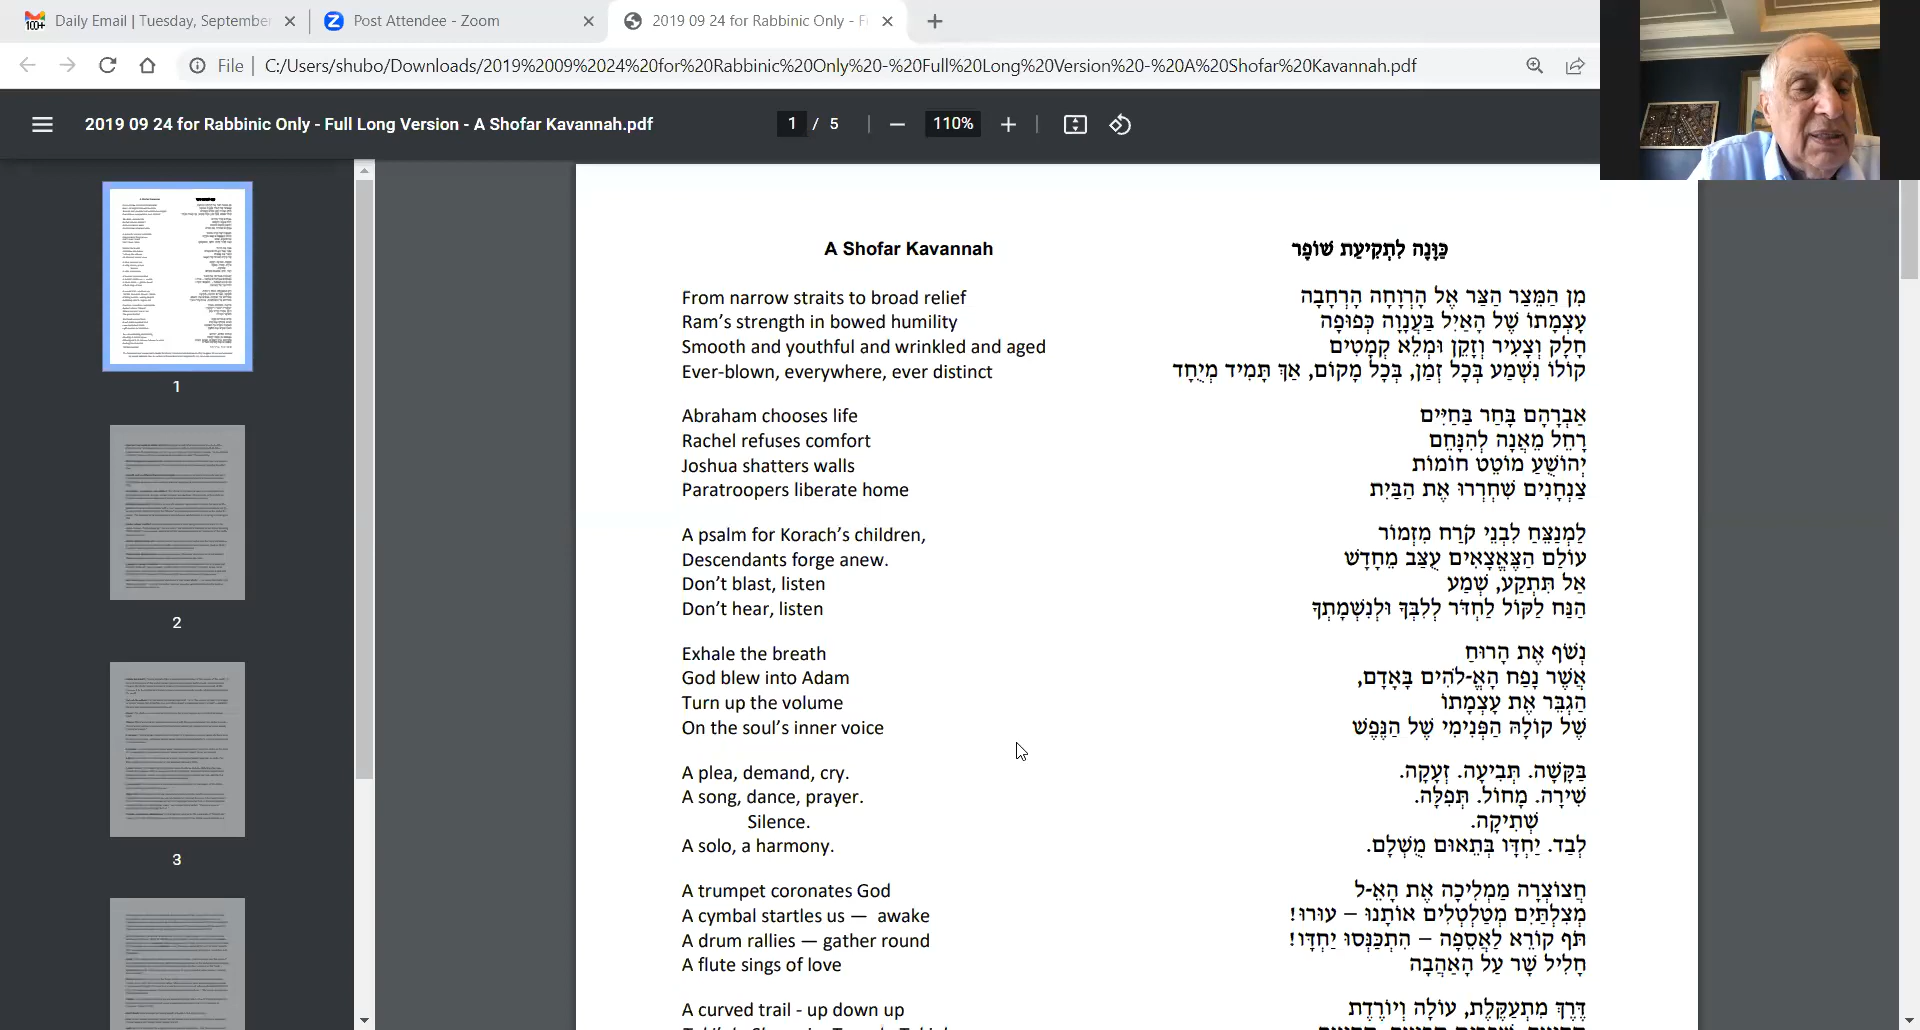 Daily Email | Tuesday, September
Post Attendee - Zoom
2019 09 24 for Rabbinic Only - F
File
C:/Users/shubo/Downloads/2019%2009%2024%20for%20Rabbinic%20Only%20-%20Full%20Long%20Version%20-%20A%20Shofar%20Kavannah.pdf
2019 09 24 for Rabbinic Only - Full Long Version - A Shofar Kavannah.pdf
1 / 5
110%
1
2
3
A Shofar Kavannah
From narrow straits to broad relief
Ram's strength in bowed humility
Smooth and youthful and wrinkled and aged
Ever-blown, everywhere, ever distinct
Abraham chooses life
Rachel refuses comfort
Joshua shatters walls
Paratroopers liberate home
A psalm for Korach's children,
Descendants forge anew.
Don't blast, listen
Don't hear, listen
Exhale the breath
God blew into Adam
Turn up the volume
On the soul's inner voice
A plea, demand, cry.
A song, dance, prayer.
Silence.
A solo, a harmony.
A trumpet coronates God
A cymbal startles us — awake
A drum rallies — gather round
A flute sings of love
A curved trail - up down up
כַּוָּנָה לִתְקִיעַת שׁוֹפָר
מִן הַמֵּצַר הַצַּר אֶל הָרְוָחָה הָרְחָבָה
עָצְמָתוֹ שֶׁל הָאַיִל בַּעֲנָוָה כְּפוּפָה
חָלָק וְצָעִיר וְזָקֵן וּמְלֵא קְמָטִים
קוֹלוֹ נִשְׁמַע בְּכָל זְמַן, בְּכָל מָקוֹם, אַךְ תָּמִיד מְיֻחָד
אַבְרָהָם בָּחַר בַּחַיִּים
רָחֵל מֵאֲנָה לְהִנָּחֵם
יְהוֹשֻׁעַ מוֹטֵט חוֹמוֹת
צַנְחָנִים שִׁחְרְרוּ אֶת הַבַּיִת
לַמְנַצֵּחַ לִבְנֵי קֹרַח מִזְמוֹר
עוֹלַם הַצֶּאֱצָאִים עֻצַּב מֵחָדָשׁ
אַל תִּתְקַע, שְׁמַע
הַנַּח לַקּוֹל לַחְדֹּר לְלִבְּךָ וּלְנִשְׁמָתְךָ
נְשֹׁף אֶת הָרוּחַ
אֲשֶׁר נָפַח הָאֱ-לֹהִים בָּאָדָם,
הַגְבֵּר אֶת עָצְמָתוֹ
שֶׁל קוֹלָהּ הַפְּנִימִי שֶׁל הַנֶּפֶשׁ
בַּקָּשָׁה. תְּבִיעָה. זְעָקָה.
שִׁירָה. מָחוֹל. תְּפִלָּה.
שְׁתִיקָה.
לְבַד. יַחְדָּו בְּתֵאוּם מֻשְׁלָם.
חֲצוֹצְרָה מַמְלִיכָה אֶת הָאֵ-ל
מְצִלְתַּיִם מְטַלְטְלִים אוֹתָנוּ – עוּרוּ!
תֹּף קוֹרֵא לַאֲסֵפָה – הִתְכַּנְּסוּ יַחְדָּו!
חָלִיל שָׁר עַל הָאַהֲבָה
דֶּרֶךְ מִתְעַקֶּלֶת, עוֹלָה וְיוֹרֶדֶת